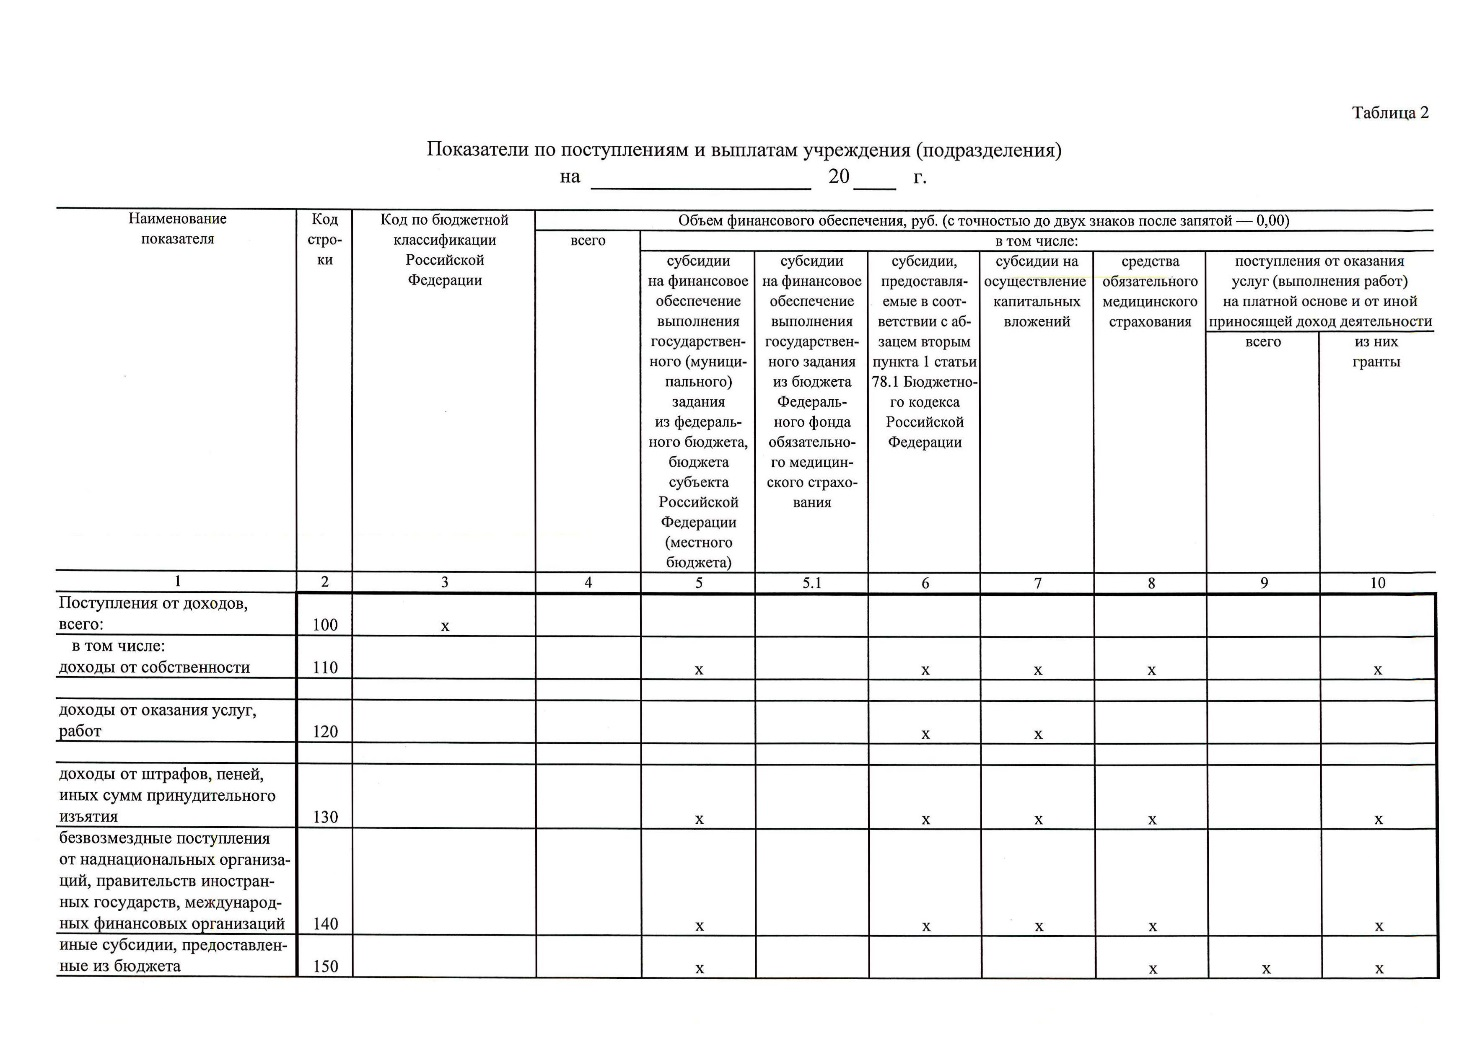 Таблица 2
Показатели по поступлениям и выплатам учреждения (подразделения)
на ____________ 20____ г.
Наименование
показателя
Код
стро-
ки
Код по бюджетной
классификации
Российской
Федерации
Объем финансового обеспечения, руб. (с точностью до двух знаков после запятой — 0,00)
всего
в том числе:
субсидии
на финансовое
обеспечение
выполнения
государствен-
ного (муници-
пального)
задания
из федераль-
ного бюджета,
бюджета
субъекта
Российской
Федерации
(местного
бюджета)
субсидии
на финансовое
обеспечение
выполнения
государствен-
ного задания
из бюджета
Федераль-
ного фонда
обязательно-
го медицин-
ского страхо-
вания
субсидии,
предоставля-
емые в соот-
ветствии с аб-
зацем вторым
пункта 1 статьи
78.1 Бюджетно-
го кодекса
Российской
Федерации
субсидии на
осуществление
капитальных
вложений
средства
обязательного
медицинского
страхования
поступления от оказания
услуг (выполнения работ)
на платной основе и от иной
приносящей доход деятельности
всего
из них
гранты
1 2 3 4 5 5.1 6 7 8 9 10
Поступления от доходов,
всего: 100 х
в том числе:
доходы от собственности 110 х х х х х
доходы от оказания услуг,
работ 120 х х
доходы от штрафов, пеней,
иных сумм принудительного
изъятия 130 х х х х х
безвозмездные поступления
от наднациональных организа-
ций, правительств иностран-
ных государств, международ-
ных финансовых организаций 140 х х х х х
иные субсидии, предоставлен-
ные из бюджета 150 х х х х